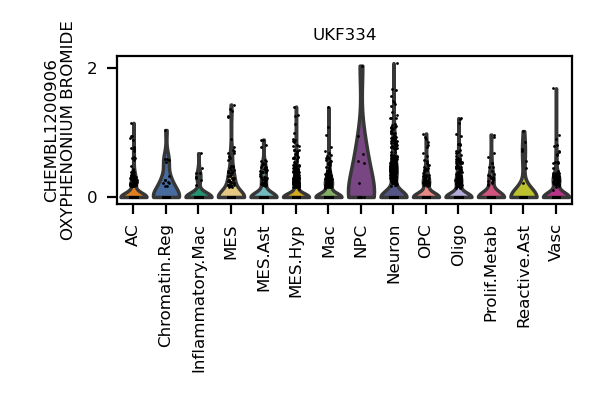 UKF334
CHEMBL1200906
OXYPHENONIUM BROMIDE
2
0
AC
Chromatin.Reg
Inflammatory.Mac
MES
MES.Ast
MES.Hyp
Mac
NPC
Neuron
OPC
Oligo
Prolif.Metab
Reactive.Ast
Vasc